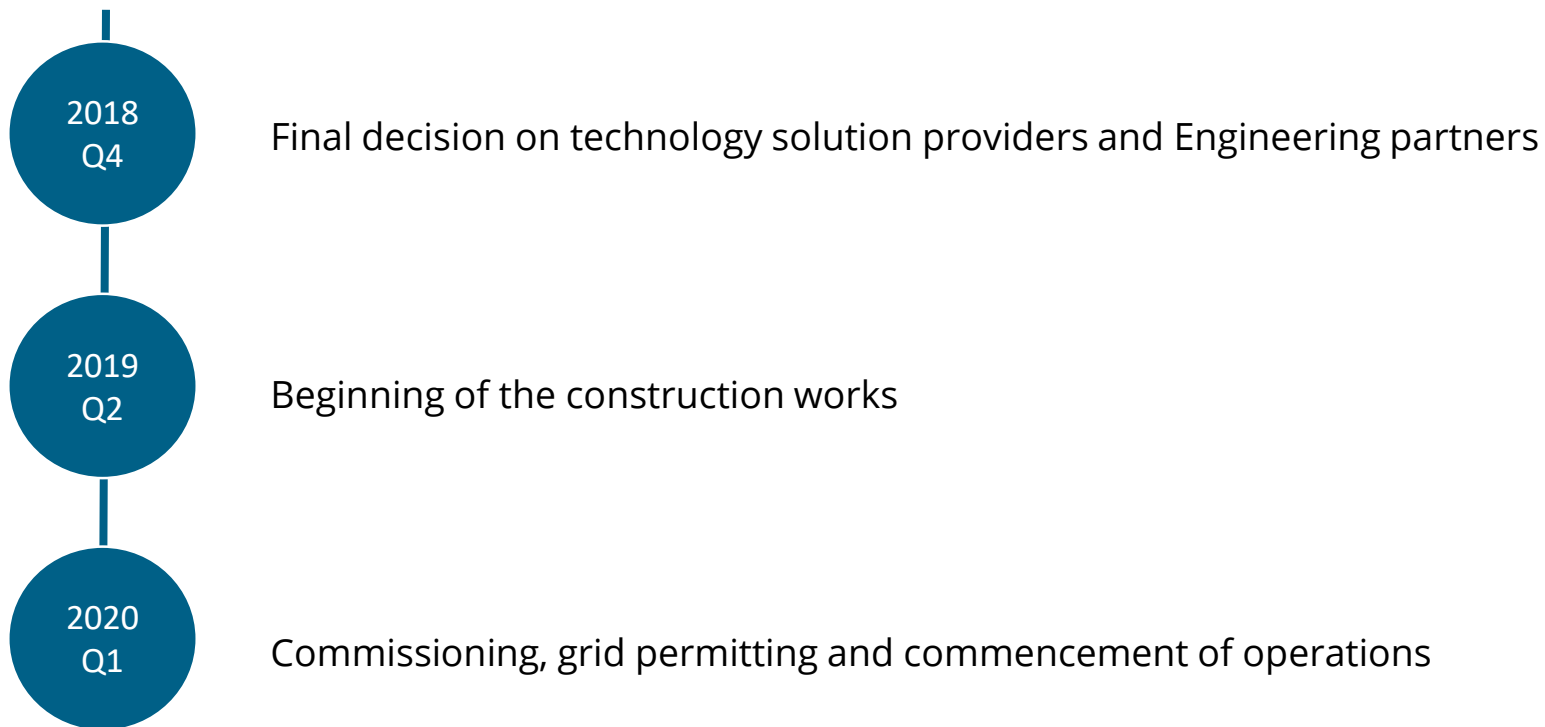 2018
Q4
Final decision on technology solution providers and Engineering partners
2019
Q2
Beginning of the construction works
2020
Q1
Commissioning, grid permitting and commencement of operations